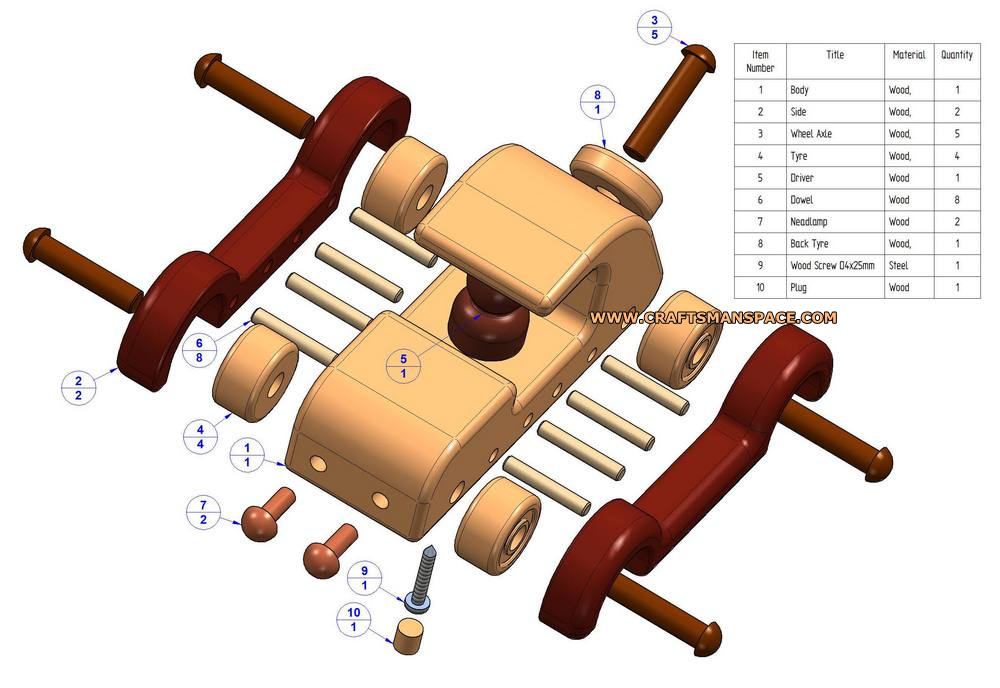 3
5
8
1
Item Number Title Material Quantity
1 Body Wood, 1
2 Side Wood, 2
3 Wheel Axle Wood, 5
4 Tyre Wood, 4
5 Driver Wood 1
6 Dowel Wood 8
7 Neadlamp Wood 2
8 Back Tyre Wood, 1
9 Wood Screw D4x25mm Steel 1
10 Plug Wood 1
WWW.CRAFTSMANSPACE.COM
6
8
5
1
2
2
4
4
1
1
7
2
9
1
10
1